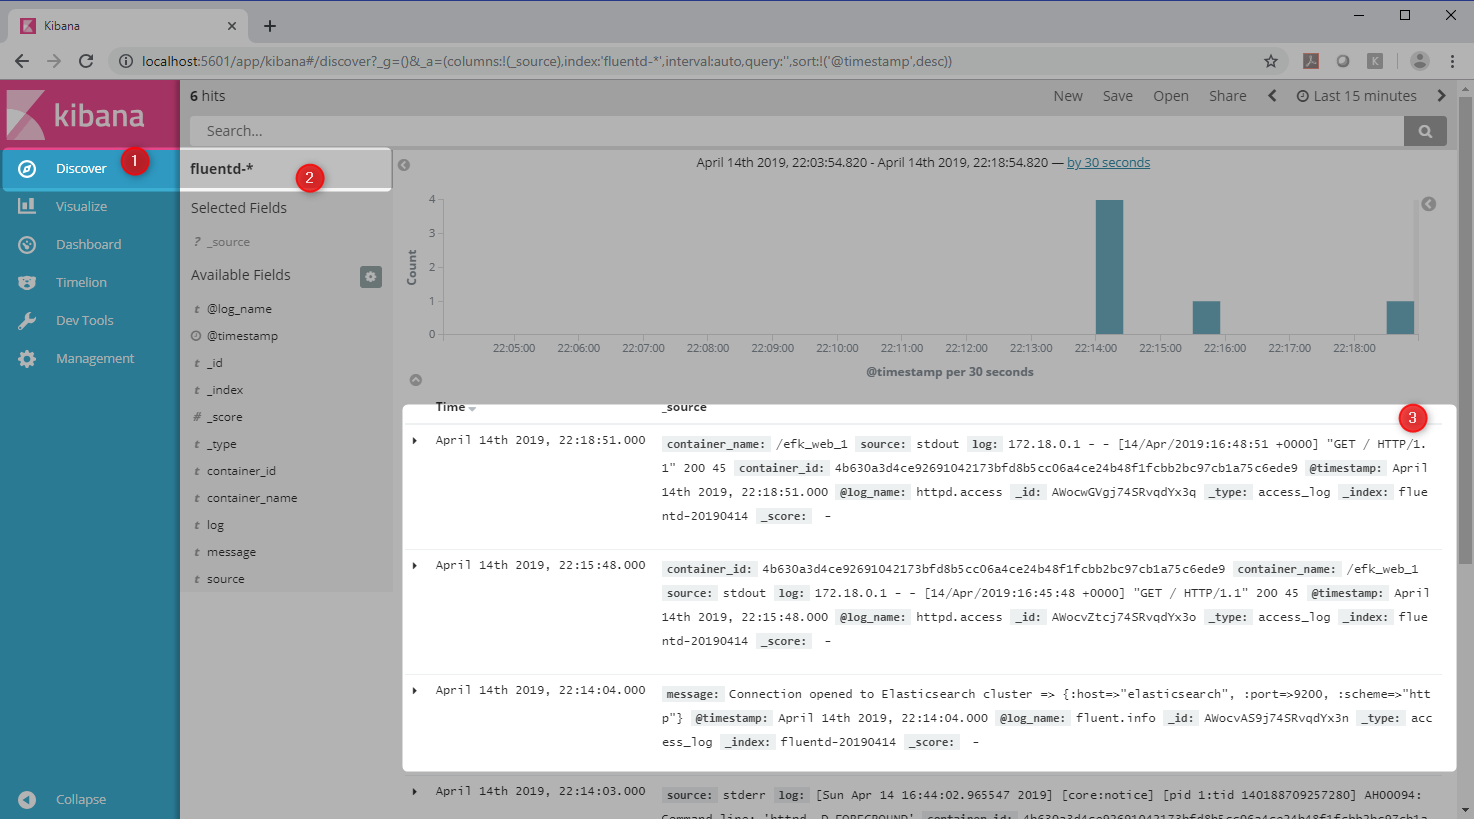 Kibana
localhost:5601/app/kibana#/discover?_g=()&_a=(columns:!(_source),index:'fluentd-*',interval:auto,query:'',sort:!('@timestamp',desc))
kibana
6 hits
New Save Open Share Last 15 minutes
Search...
Discover
1
Visualize
Dashboard
Timelion
Dev Tools
Management
Collapse
fluentd-*
2
Selected Fields
? _source
Available Fields
t @log_name
@timestamp
t _id
t _index
# _score
t _type
t container_id
t container_name
t log
t message
t source
April 14th 2019, 22:03:54.820 - April 14th 2019, 22:18:54.820 — by 30 seconds
Count
4
3
2
1
0
22:05:00 22:06:00 22:07:00 22:08:00 22:09:00 22:10:00 22:11:00 22:12:00 22:13:00 22:14:00 22:15:00 22:16:00 22:17:00 22:18:00
@timestamp per 30 seconds
Time _source
3
April 14th 2019, 22:18:51.000 container_name: /efk_web_1 source: stdout log: 172.18.0.1 - - [14/Apr/2019:16:48:51 +0000] "GET / HTTP/1.
1" 200 45 container_id: 4b630a3d4ce92691042173bfd8b5cc06a4ce24b48f1fcbb2bc97cb1a75c6ede9 @timestamp: April
14th 2019, 22:18:51.000 @log_name: httpd.access _id: AWocwGVgj74SRvqdYx3q _type: access_log _index: flue
ntd-20190414 _score: -
April 14th 2019, 22:15:48.000 container_id: 4b630a3d4ce92691042173bfd8b5cc06a4ce24b48f1fcbb2bc97cb1a75c6ede9 container_name: /efk_web_1
source: stdout log: 172.18.0.1 - - [14/Apr/2019:16:45:48 +0000] "GET / HTTP/1.1" 200 45 @timestamp: April
14th 2019, 22:15:48.000 @log_name: httpd.access _id: AWocvZtcj74SRvqdYx3o _type: access_log _index: flue
ntd-20190414 _score: -
April 14th 2019, 22:14:04.000 message: Connection opened to Elasticsearch cluster => {:host=>"elasticsearch", :port=>9200, :scheme=>"htt
p"} @timestamp: April 14th 2019, 22:14:04.000 @log_name: fluent.info _id: AWocvAS9j74SRvqdYx3n _type: acc
ess_log _index: fluentd-20190414 _score: -
April 14th 2019, 22:14:03.000 source: stderr log: [Sun Apr 14 16:44:02.965547 2019] [core:notice] [pid 1:tid 140188709257280] AH00094:
Command line: 'httpd -D FOREGROUND' container_id: 4b630a3d4ce92691042173bfd8b5cc06a4ce24b48f1fcbb2bc97cb1a